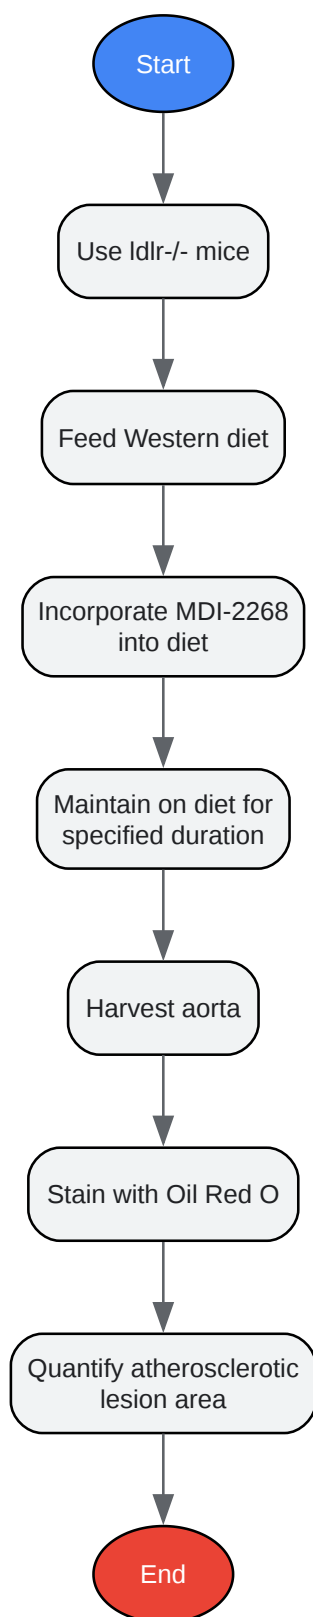 Start
Use ldlr-/- mice
Feed Western diet
Incorporate MDI-2268
into diet
Maintain on diet for
specified duration
Harvest aorta
Stain with Oil Red O
Quantify atherosclerotic
lesion area
End